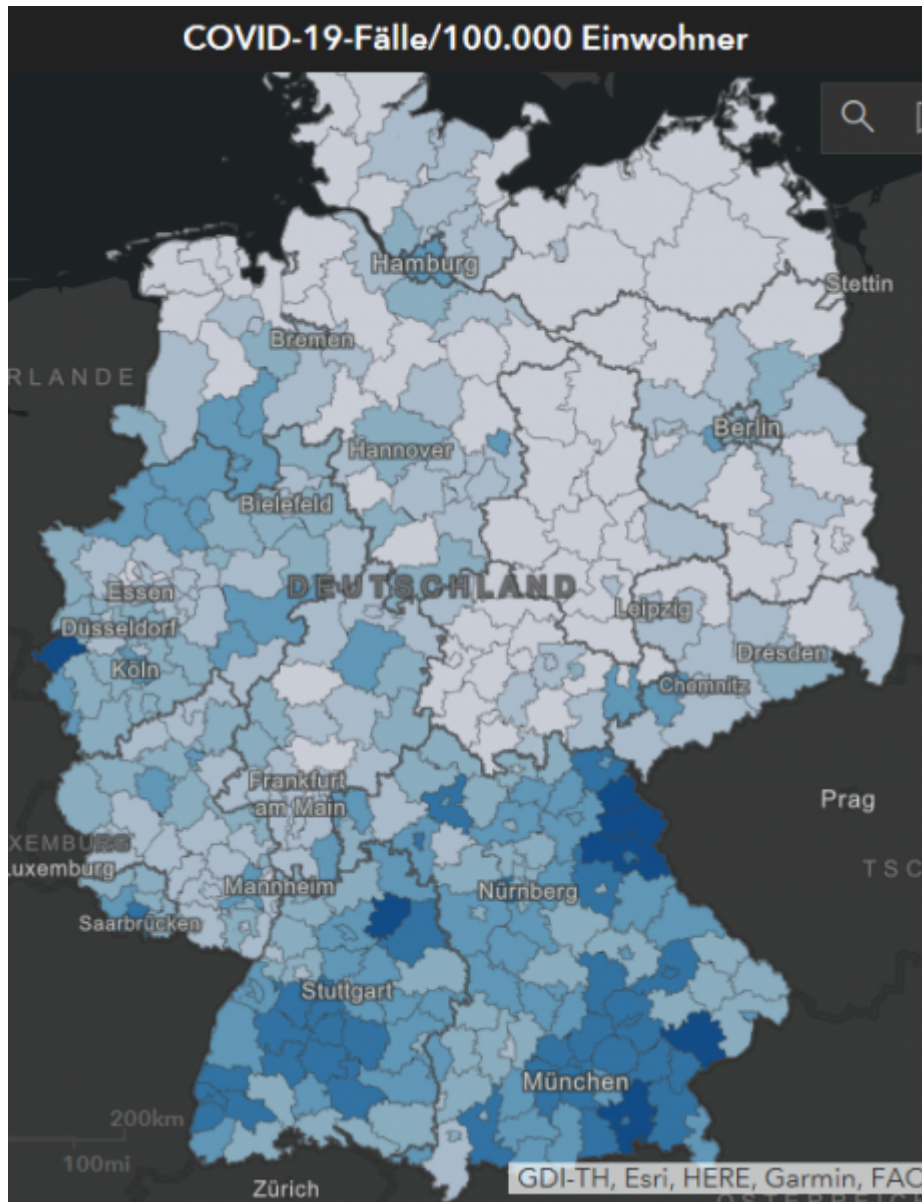 COVID-19-Fälle/100.000 Einwohner
Hamburg
Stettin
Bremen
RLANDE
Berlin
Hannover
Bielefeld
DEUTSCHLAND
Essen
Leipzig
Düsseldorf
Dresden
Köln
Chemnitz
Frankfurt
am Main
Prag
XEMBURG
Luxemburg
TSC
Mannheim
Nürnberg
Saarbrücken
Stuttgart
München
200km
100mi
GDI-TH, Esri, HERE, Garmin, FAO
Zürich